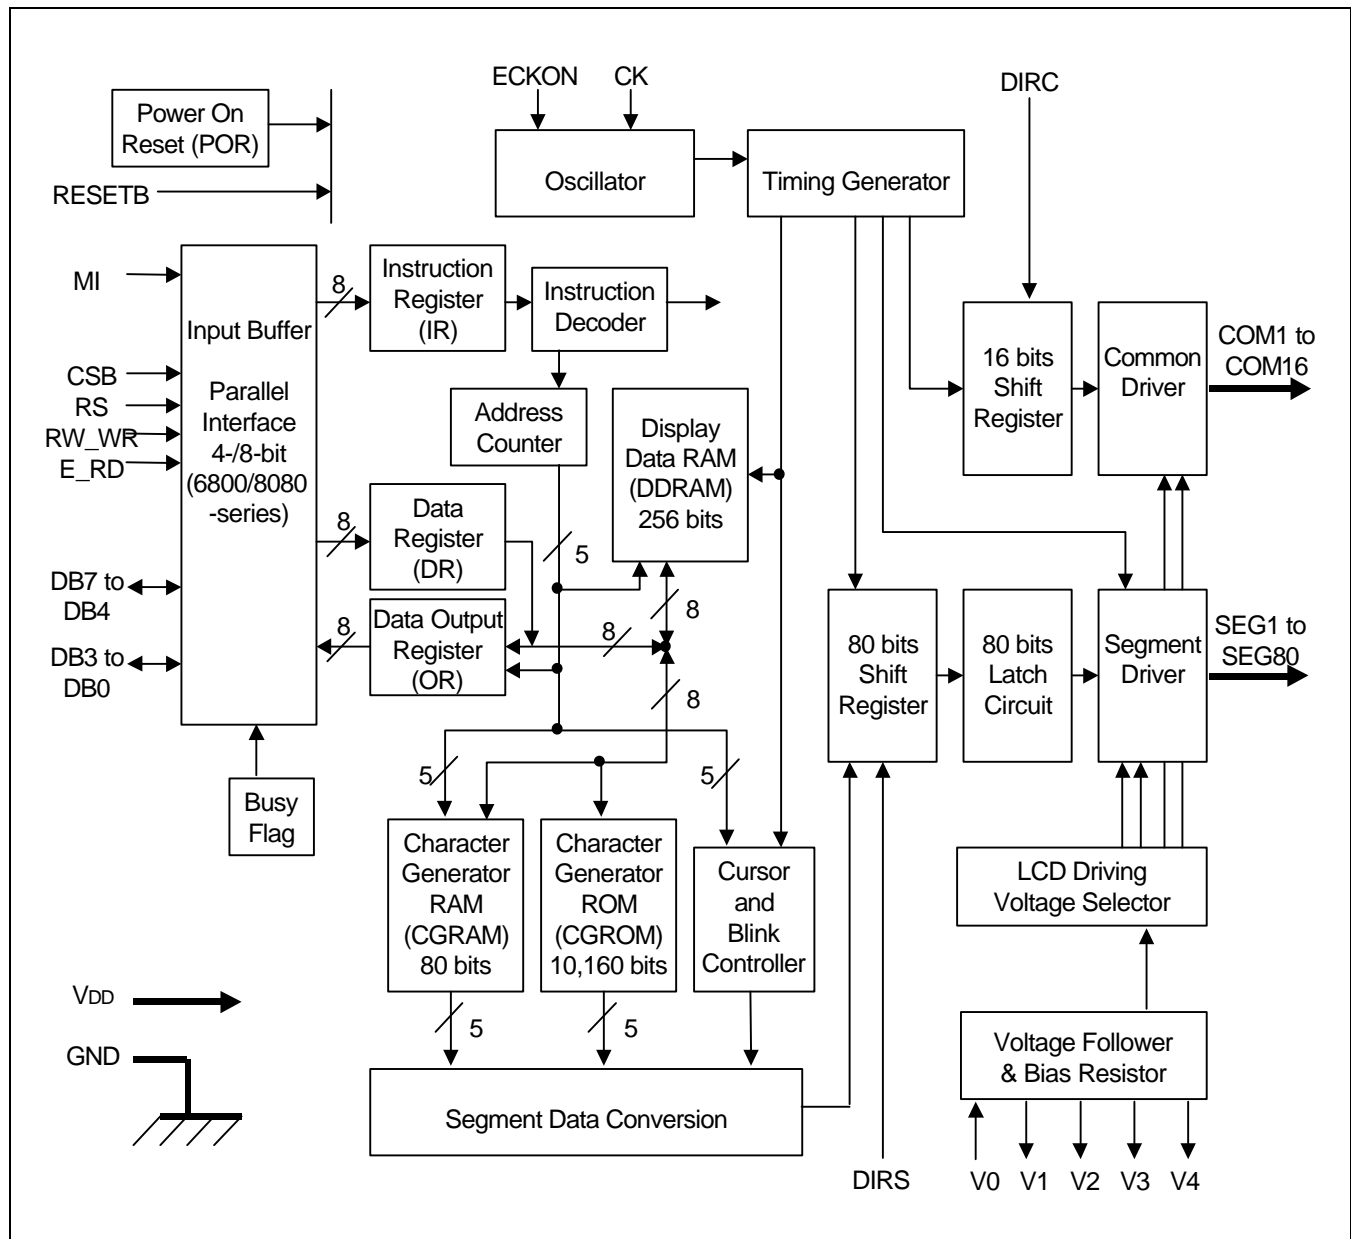 ECKON
CK
DIRC
Power On
Reset (POR)
Oscillator
Timing Generator
RESETB
MI
8
Instruction
Register
(IR)
Instruction
Decoder
Input Buffer
Parallel
Interface
4-/8-bit
(6800/8080
-series)
CSB
RS
RW_WR
E_RD
Address
Counter
Display
Data RAM
(DDRAM)
256 bits
16 bits
Shift
Register
Common
Driver
COM1 to
COM16
8
Data
Register
(DR)
5
DB7 to
DB4
DB3 to
DB0
8
Data Output
Register
(OR)
8
8
8
80 bits
Shift
Register
80 bits
Latch
Circuit
Segment
Driver
SEG1 to
SEG80
5
5
Busy
Flag
Character
Generator
RAM
(CGRAM)
80 bits
Character
Generator
ROM
(CGROM)
10,160 bits
Cursor
and
Blink
Controller
LCD Driving
Voltage Selector
VDD
GND
5
5
Voltage Follower
& Bias Resistor
Segment Data Conversion
DIRS
V0 V1 V2 V3 V4